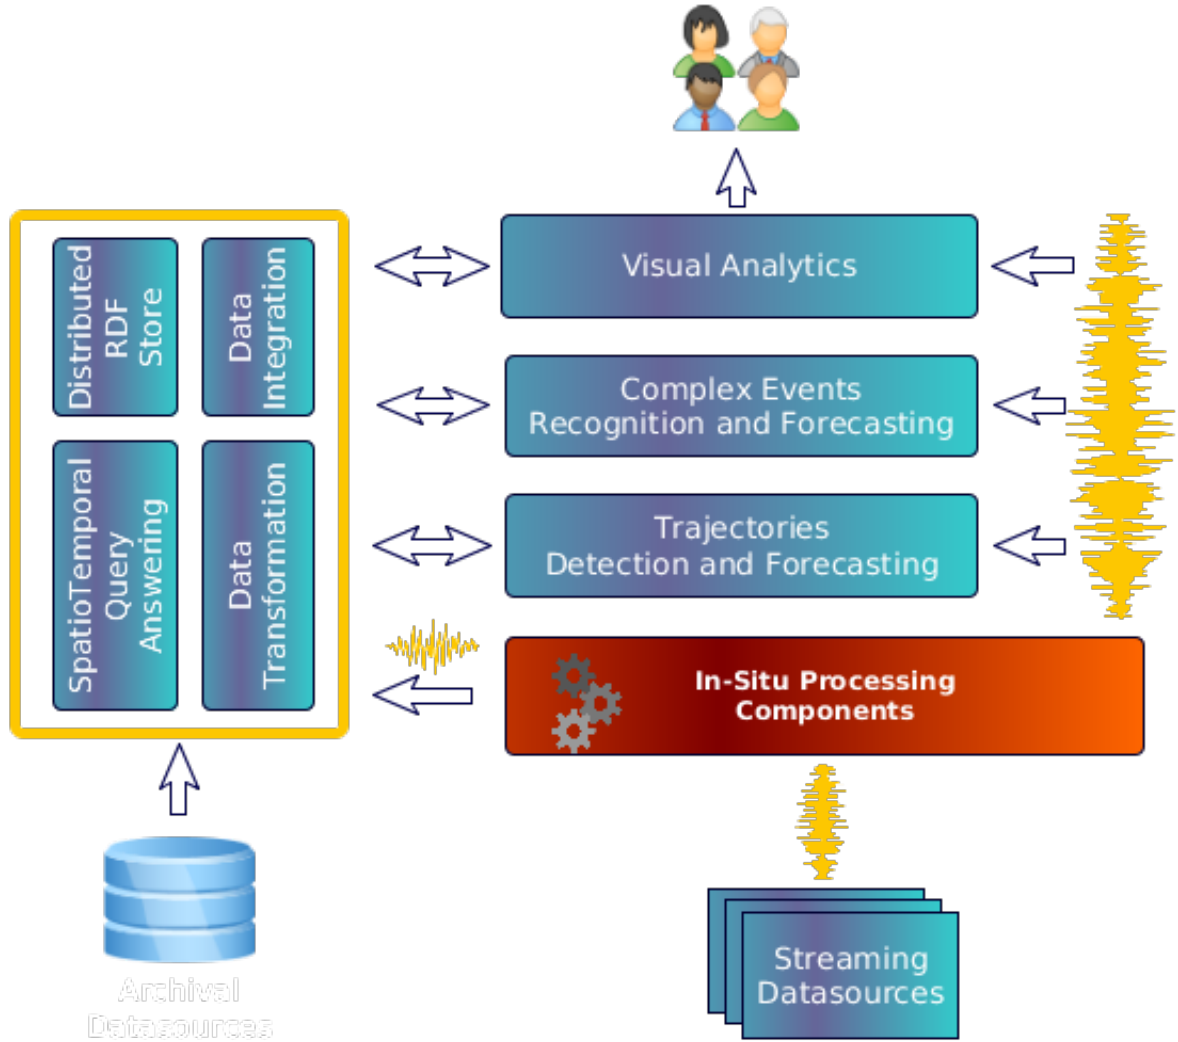 Distributed
RDF
Store
Data
Integration
SpatioTemporal
Query
Answering
Data
Transformation
Visual Analytics
Complex Events
Recognition and Forecasting
Trajectories
Detection and Forecasting
In-Situ Processing
Components
Archival
Datasources
Streaming
Datasources